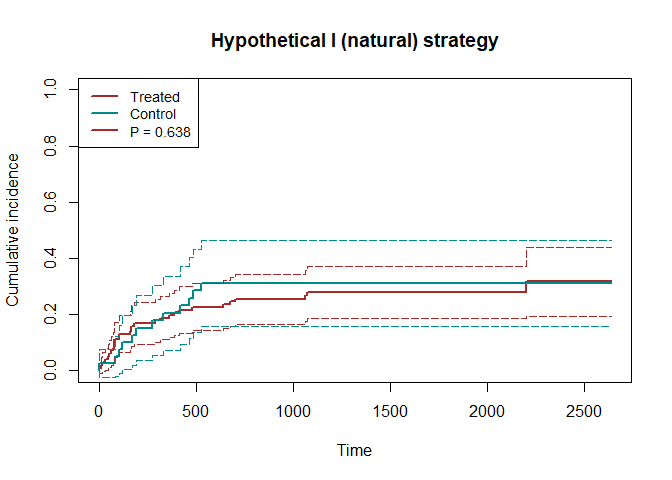 Hypothetical I (natural) strategy
Treated
Control
P = 0.638
Cumulative incidence
1.0
0.8
0.6
0.4
0.2
0.0
0 500 1000 1500 2000 2500
Time